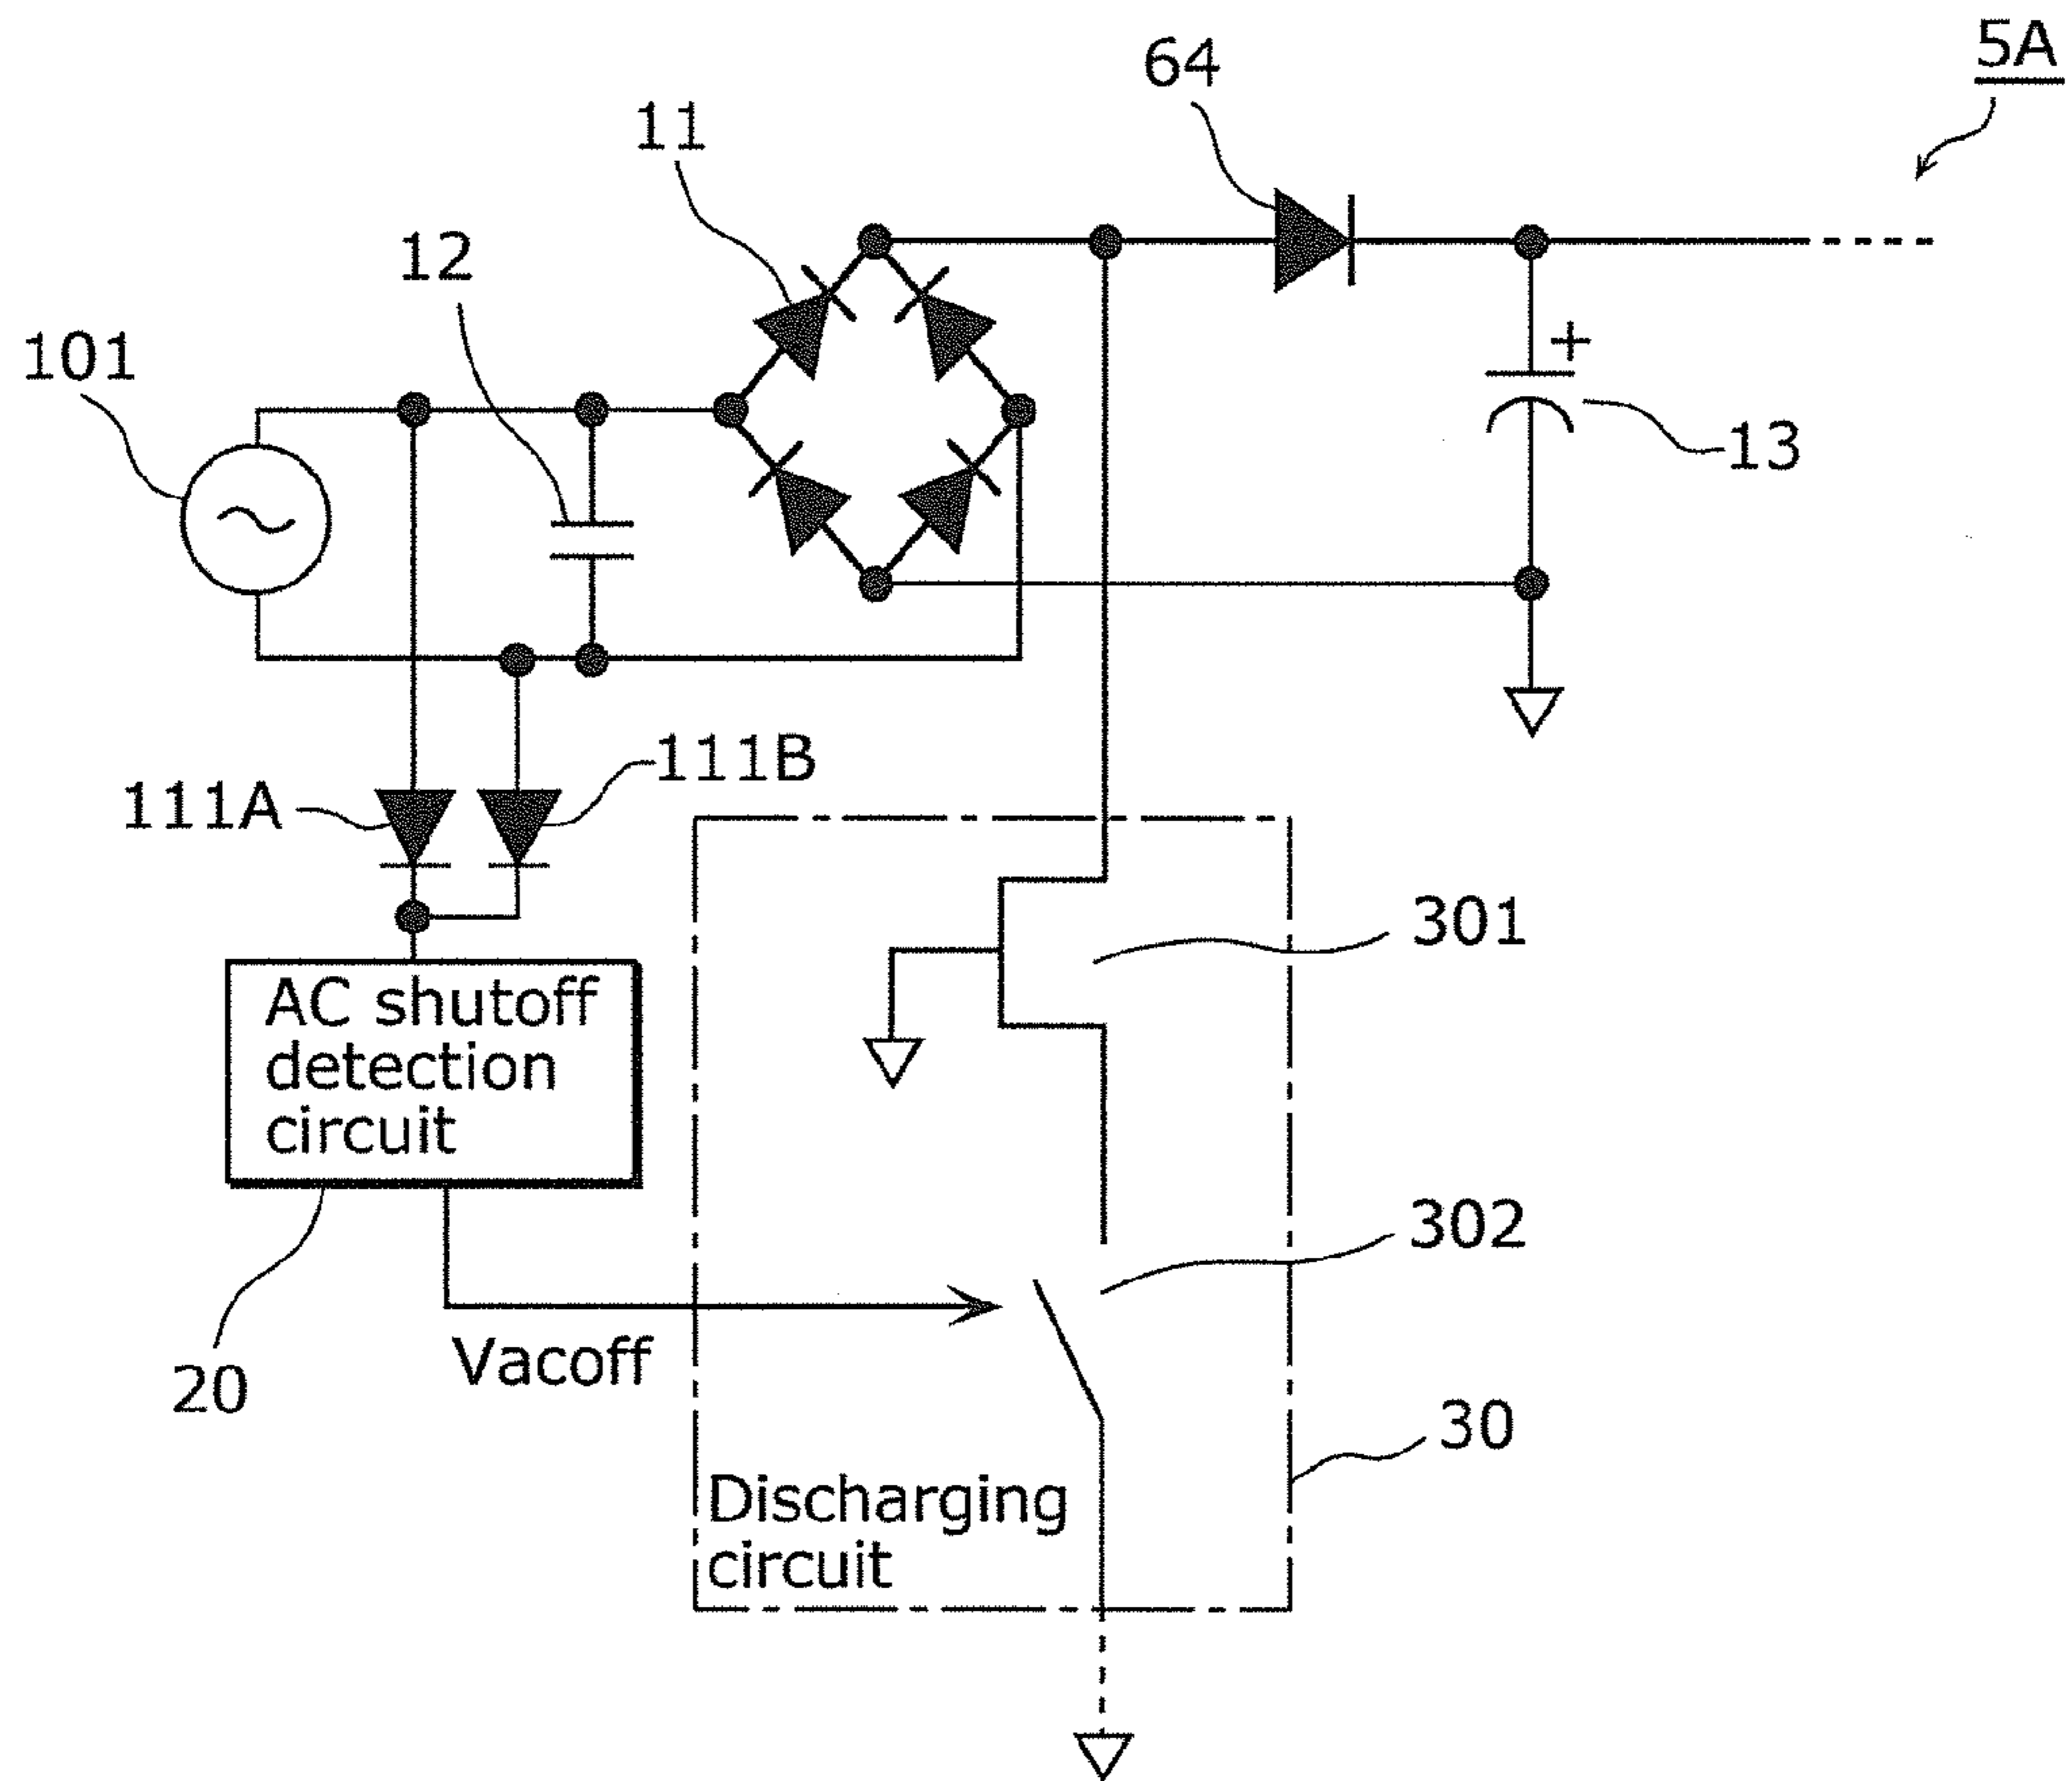 5A
64
11
12
101
+
13
111B
111A
301
AC shutoff
detection
circuit
302
Vacoff
20
30
Discharging
circuit